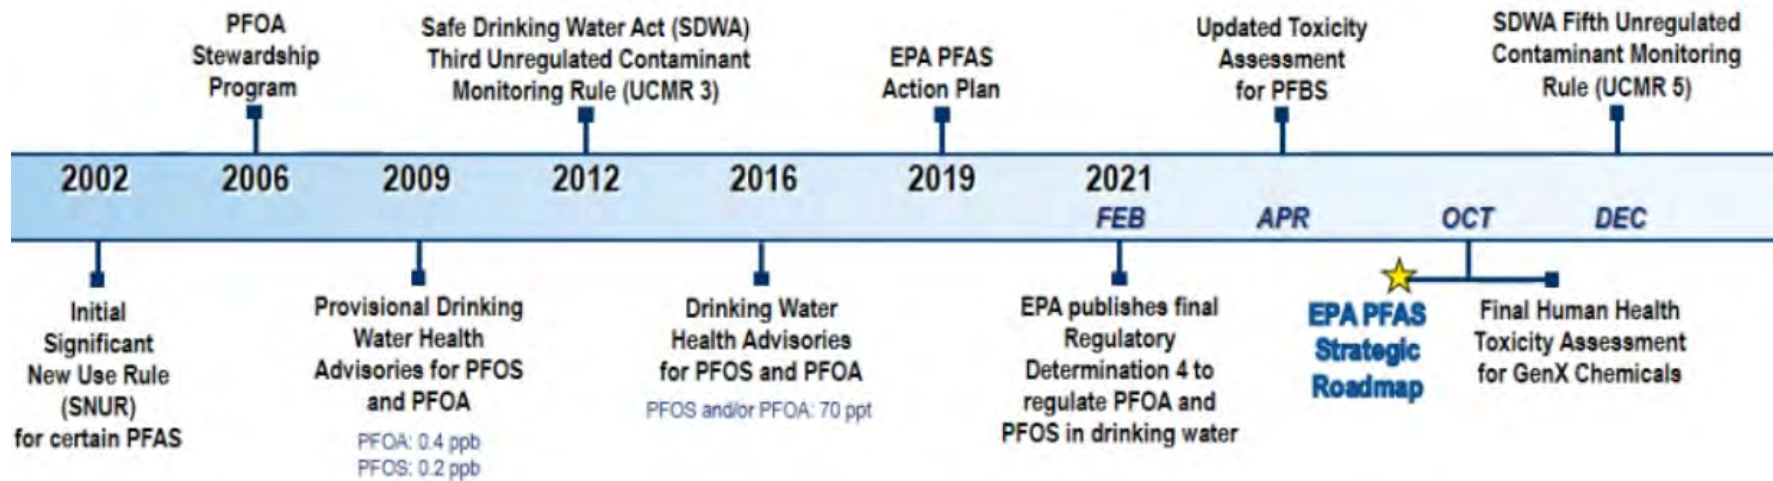 PFOA
Stewardship
Program
Safe Drinking Water Act (SDWA)
Third Unregulated Contaminant
Monitoring Rule (UCMR 3)
EPA PFAS
Action Plan
Updated Toxicity
Assessment
for PFBS
SDWA Fifth Unregulated
Contaminant Monitoring
Rule (UCMR 5)
2002
2006
2009
2012
2016
2019
2021
FEB
APR
OCT
DEC
Initial
Significant
New Use Rule
(SNUR)
for certain PFAS
Provisional Drinking
Water Health
Advisories for PFOS
and PFOA
PFOA: 0.4 ppb
PFOS: 0.2 ppb
Drinking Water
Health Advisories
for PFOS and PFOA
PFOS and/or PFOA: 70 ppt
EPA publishes final
Regulatory
Determination 4 to
regulate PFOA and
PFOS in drinking water
EPA PFAS
Strategic
Roadmap
Final Human Health
Toxicity Assessment
for GenX Chemicals